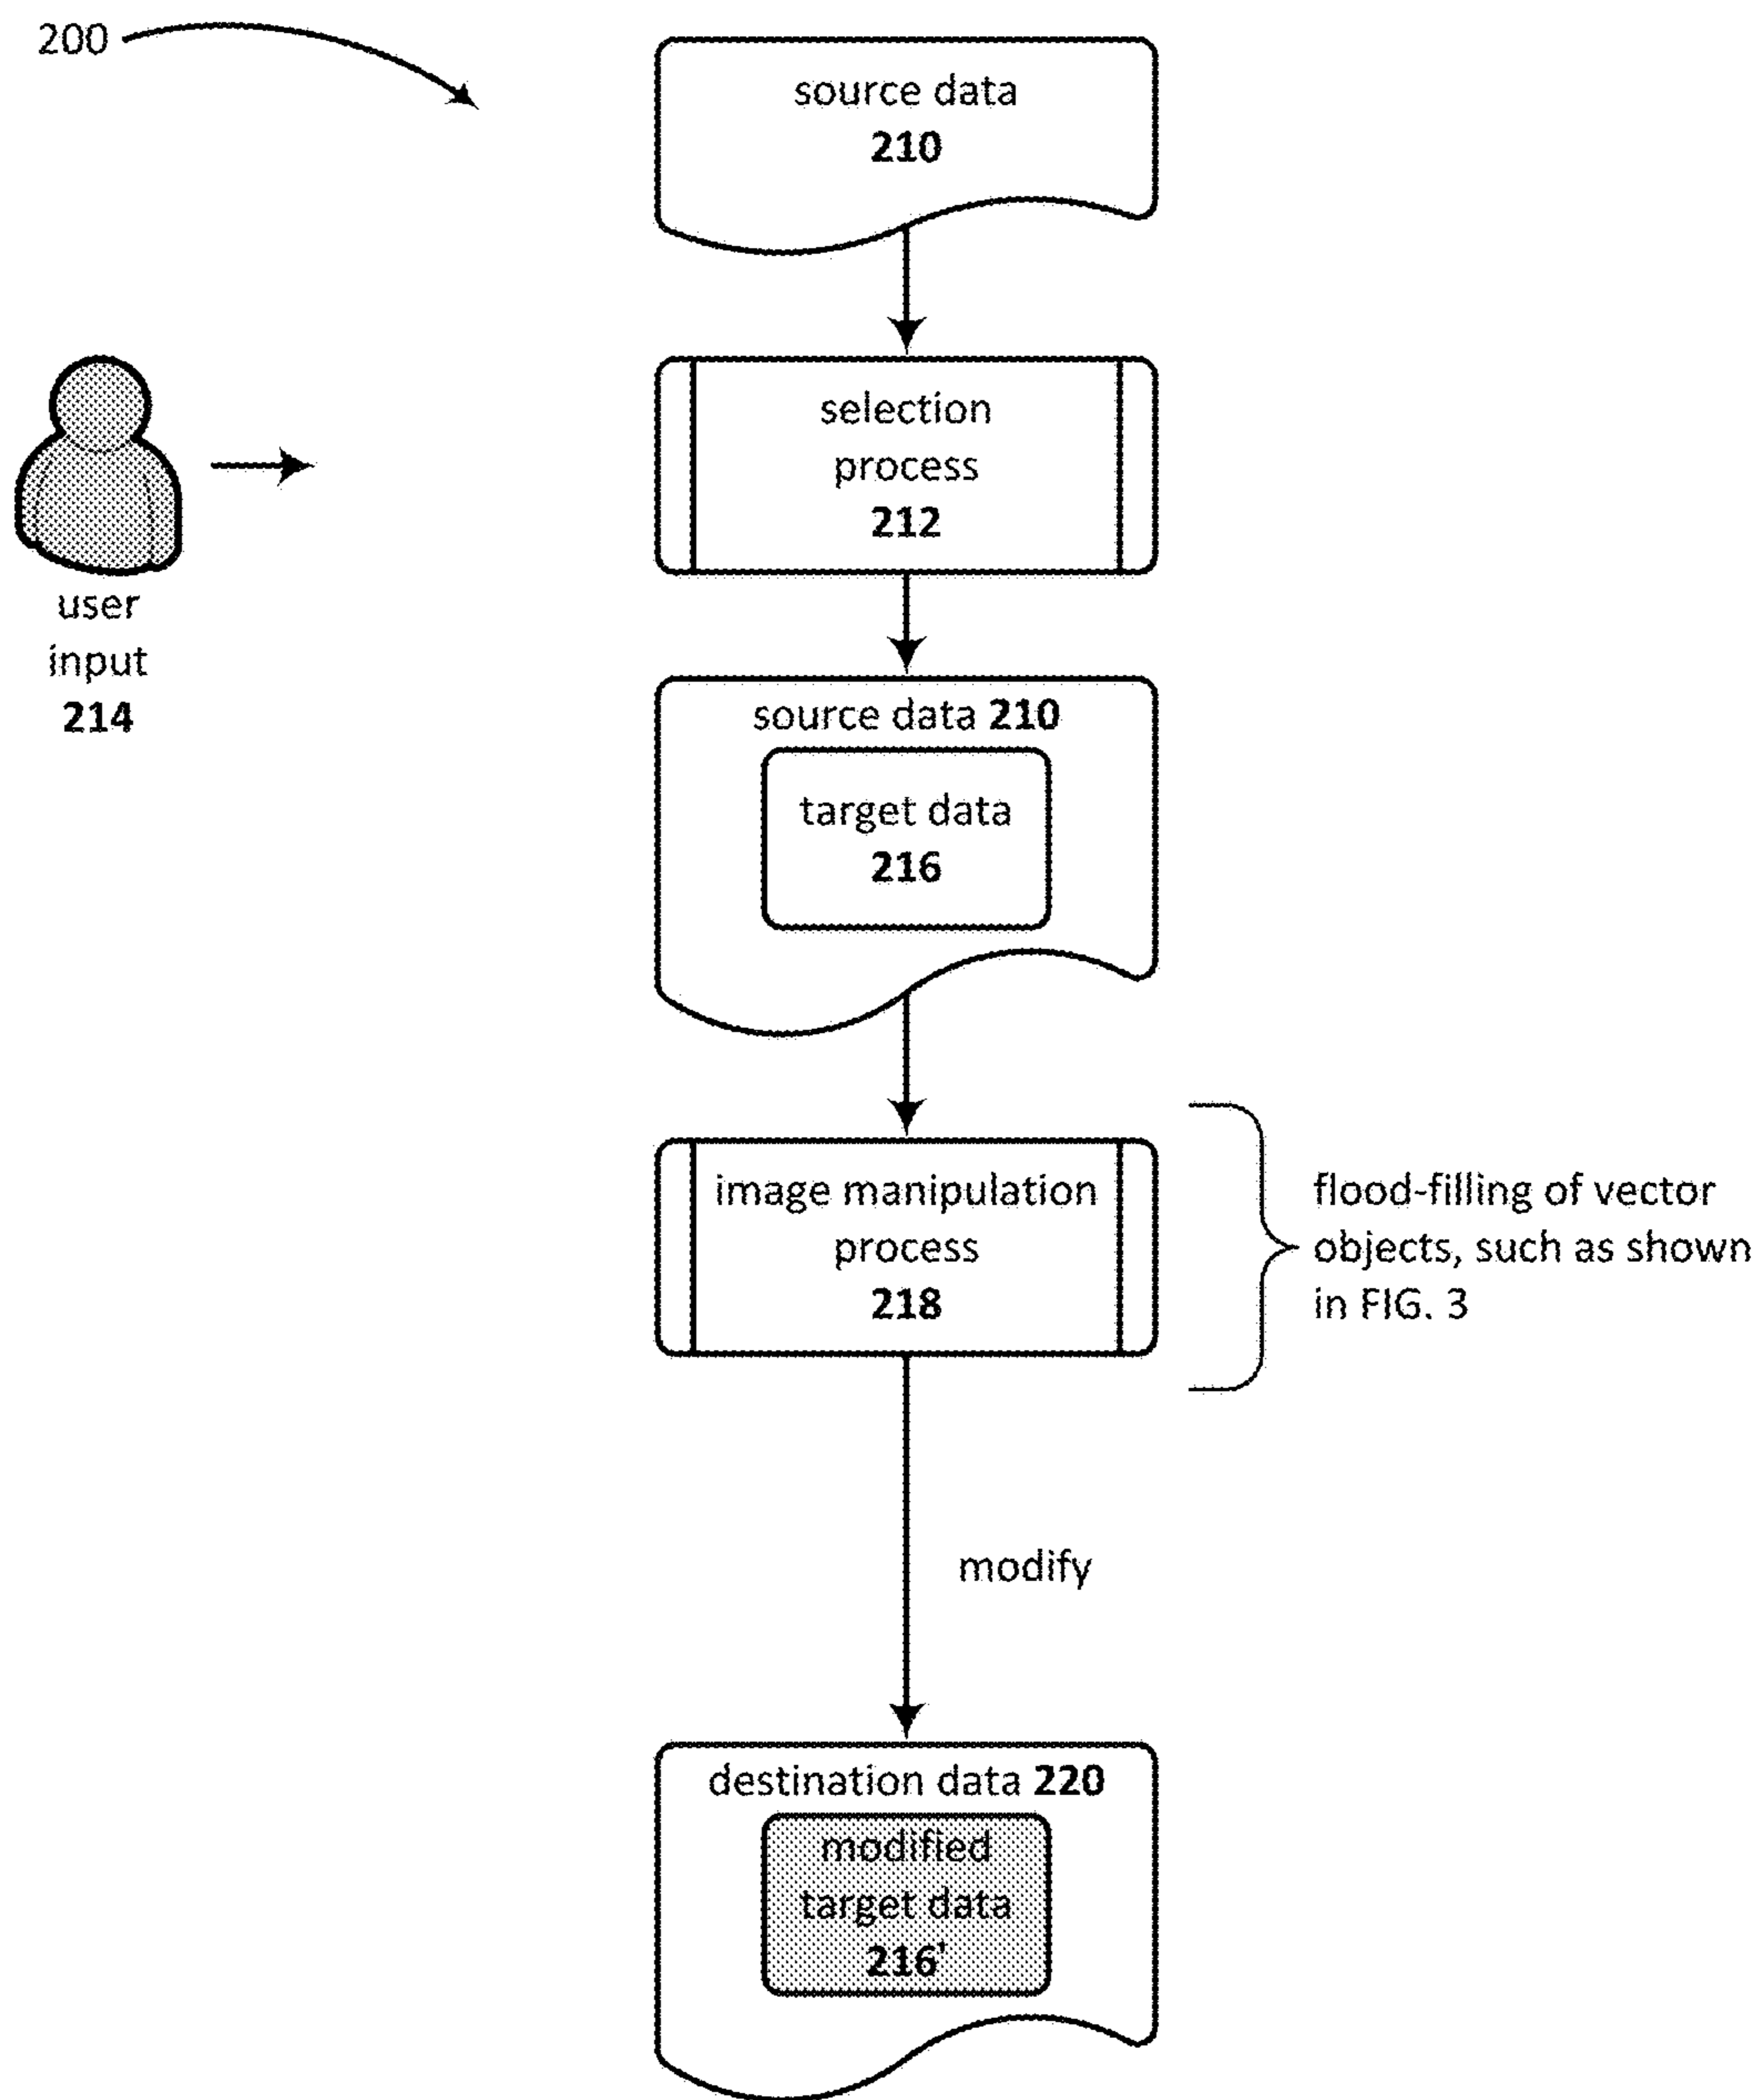 200
source data
210
selection
process
212
user
input
214
source data 210
target data
216
image manipulation
process
218
flood-filling of vector
objects, such as shown
in FIG. 3
modify
destination data 220
modified
target data
216'